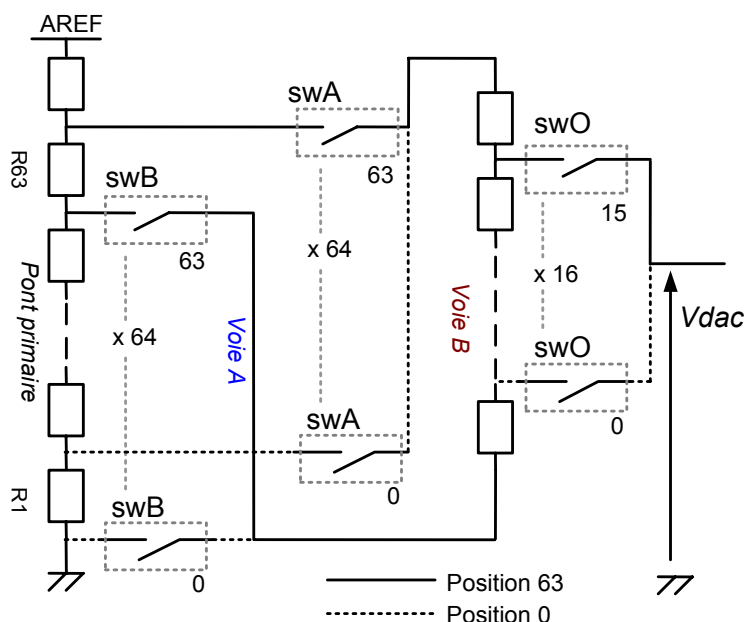 AREF
swA
swO
R63
swB
63
15
63
x 64
x 16
Pont primaire
x 64
Voie A
Voie B
Vdac
swO
swA
0
R1
swB
0
0
Position 63
Position 0